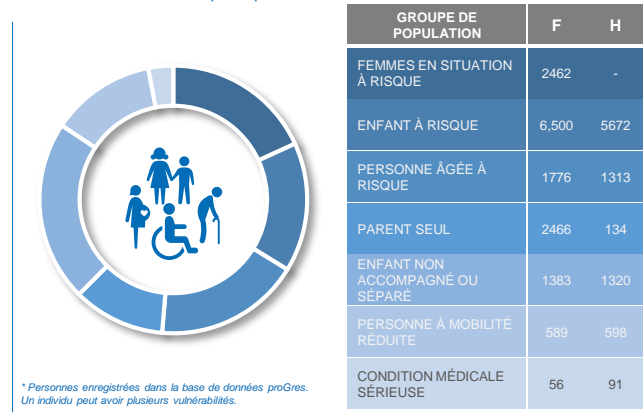 GROUPE DE
POPULATION F H
FEMMES EN SITUATION
À RISQUE 2462 -
ENFANT À RISQUE 6,500 5672
PERSONNE ÂGÉE À
RISQUE 1776 1313
PARENT SEUL 2466 134
ENFANT NON
ACCOMPAGNÉ OU
SÉPARÉ 1383 1320
PERSONNE À MOBILITÉ
RÉDUITE 589 598
CONDITION MÉDICALE
SÉRIEUSE 56 91
* Personnes enregistrées dans la base de données proGres.
Un individu peut avoir plusieurs vulnérabilités.